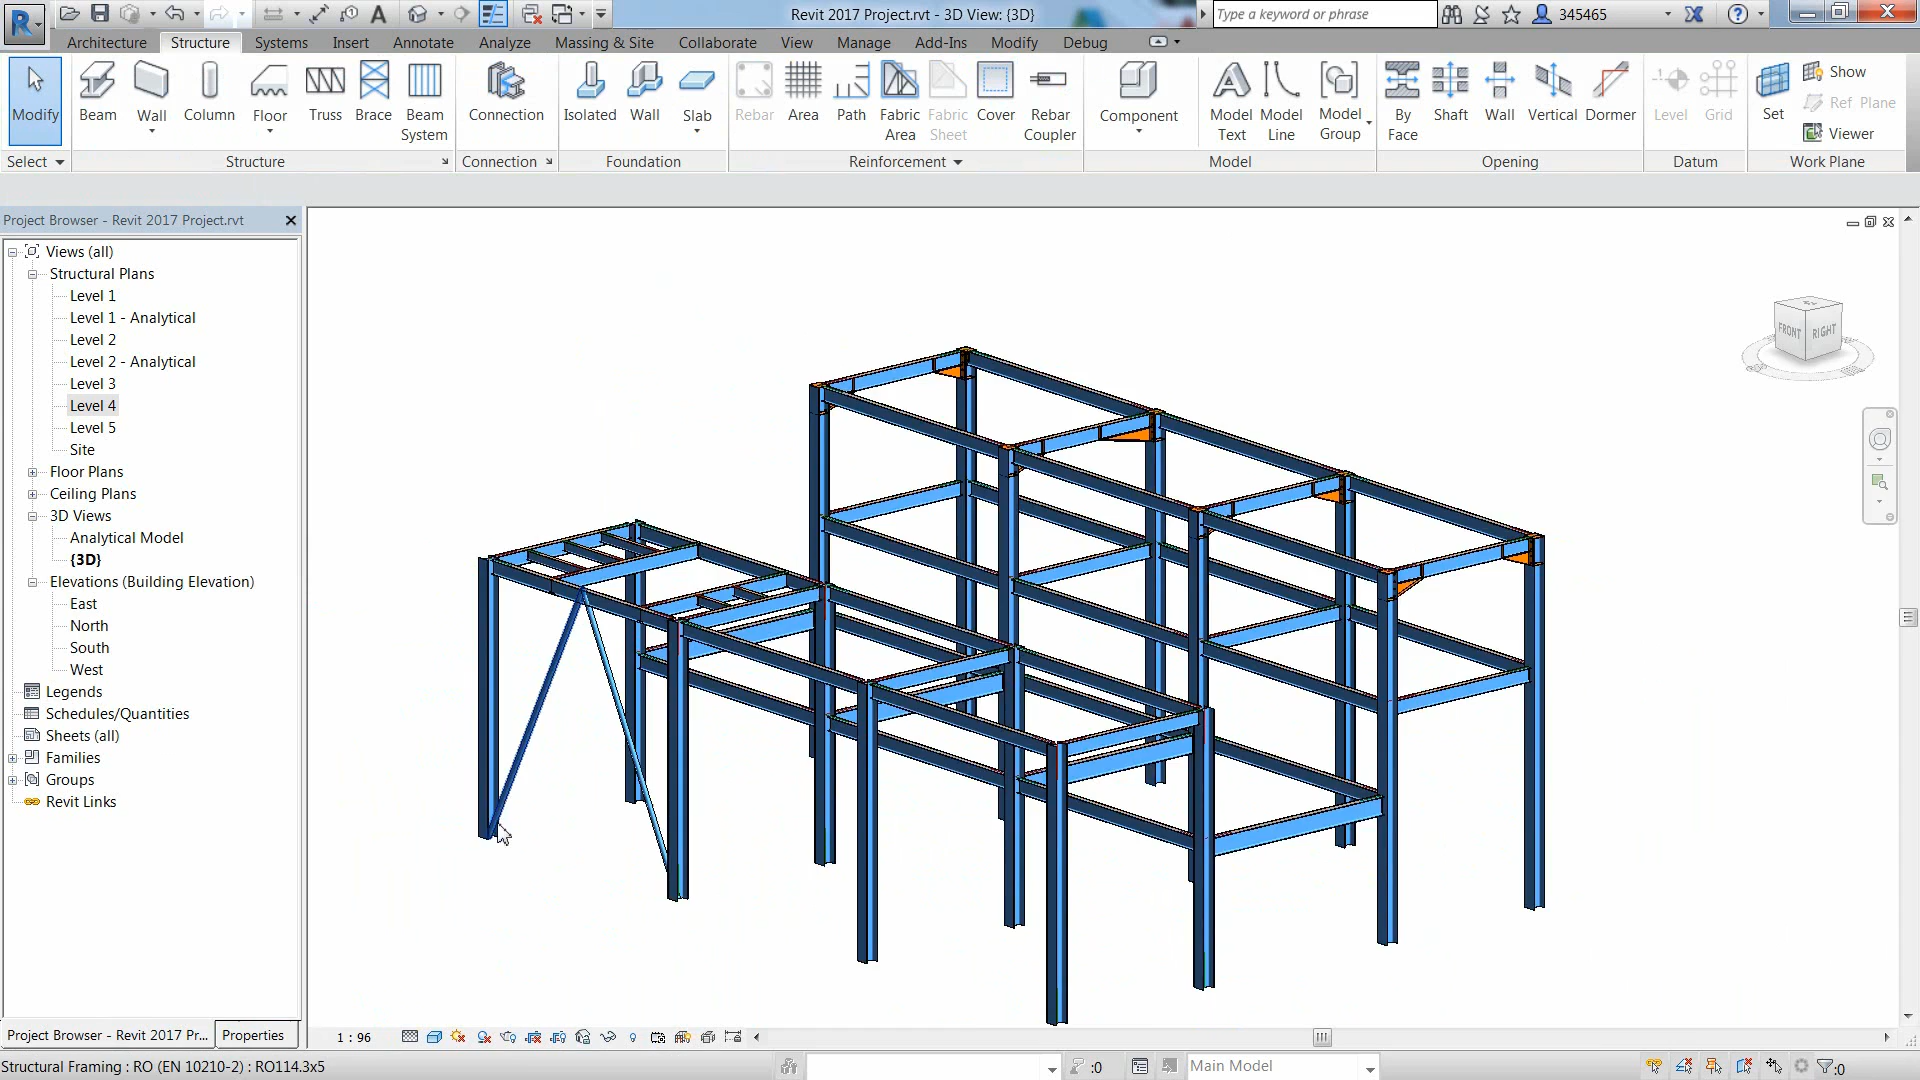 Revit 2017 Project.rvt - 3D View: {3D}
Type a keyword or phrase
345465
Architecture Structure Systems Insert Annotate Analyze Massing & Site Collaborate View Manage Add-Ins Modify Debug
Modify
Beam
Wall
Column
Floor
Truss
Brace
Beam System
Connection
Isolated
Wall
Slab
Rebar
Area
Path
Fabric Area
Fabric Sheet
Cover
Rebar Coupler
Component
Model Text
Model Line
Model Group
By Face
Shaft
Wall
Vertical
Dormer
Level
Grid
Set
Show
Ref Plane
Viewer
Select
Structure
Connection
Foundation
Reinforcement
Model
Opening
Datum
Work Plane
Project Browser - Revit 2017 Project.rvt
Views (all)
Structural Plans
Level 1
Level 1 - Analytical
Level 2
Level 2 - Analytical
Level 3
Level 4
Level 5
Site
Floor Plans
Ceiling Plans
3D Views
Analytical Model
{3D}
Elevations (Building Elevation)
East
North
South
West
Legends
Schedules/Quantities
Sheets (all)
Families
Groups
Revit Links
FRONT
RIGHT
Project Browser - Revit 2017 Pr...
Properties
1 : 96
Structural Framing : RO (EN 10210-2) : RO114.3x5
:0
Main Model
:0